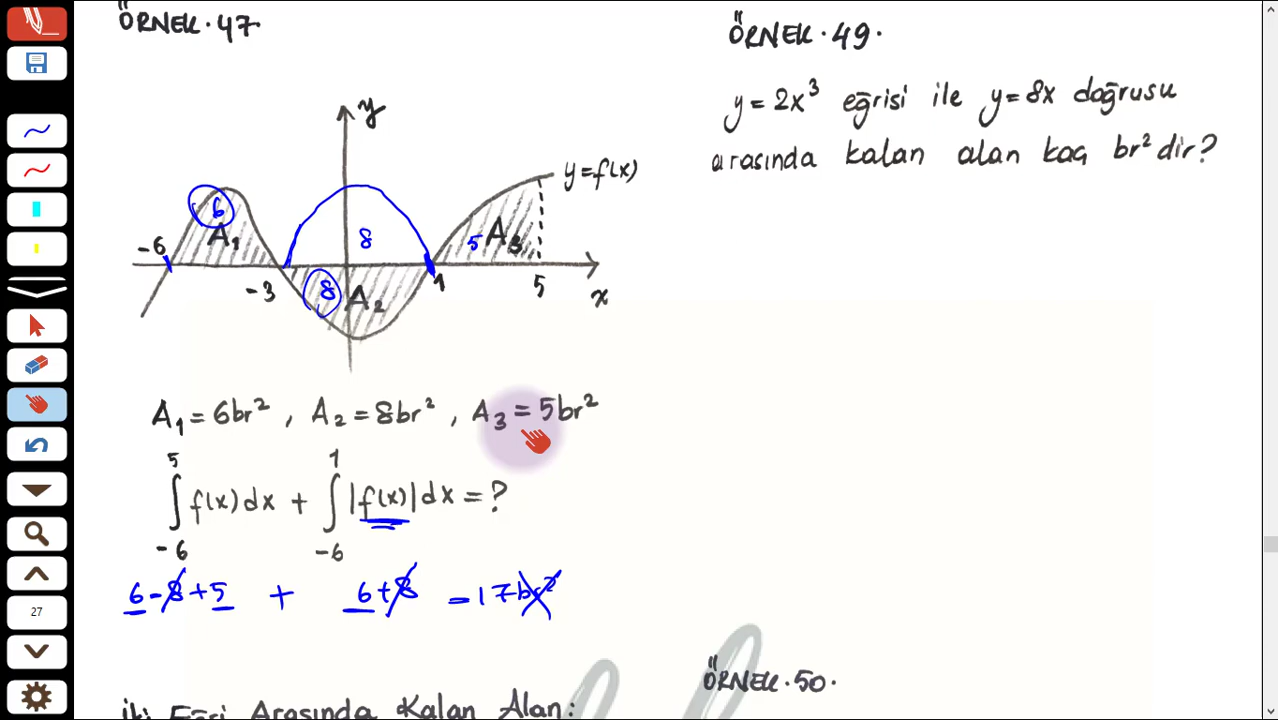 ÖRNEK.47.
y
y=f(x)
6
-6
A1
8
5 A3
-3
8
A2
1
5
x
A1=6br², A2=8br², A3=5br²
5 1
∫f(x)dx + ∫|f(x)|dx=?
-6 -6
6-8+5 + 6+8 = 17br²
İki Eğri Arasında Kalan Alan:
ÖRNEK.49.
y=2x³ eğrisi ile y=8x doğrusu
arasında kalan alan kaç br² dir?
ÖRNEK.50.
27